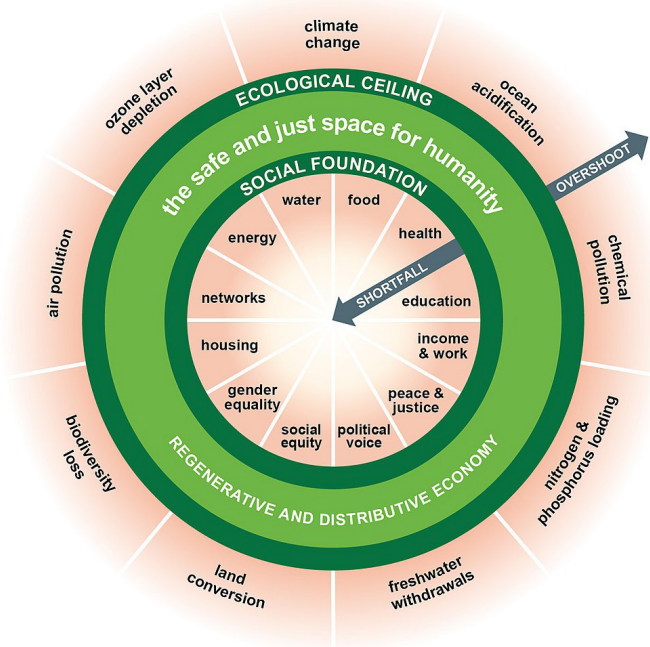 climate
change
ocean
acidification
chemical
pollution
nitrogen &
phosphorus loading
freshwater
withdrawals
land
conversion
biodiversity
loss
air pollution
ozone layer
depletion
ECOLOGICAL CEILING
the safe and just space for humanity
SOCIAL FOUNDATION
OVERSHOOT
SHORTFALL
water
food
health
education
income
& work
peace &
justice
political
voice
social
equity
gender
equality
housing
networks
energy
REGENERATIVE AND DISTRIBUTIVE ECONOMY